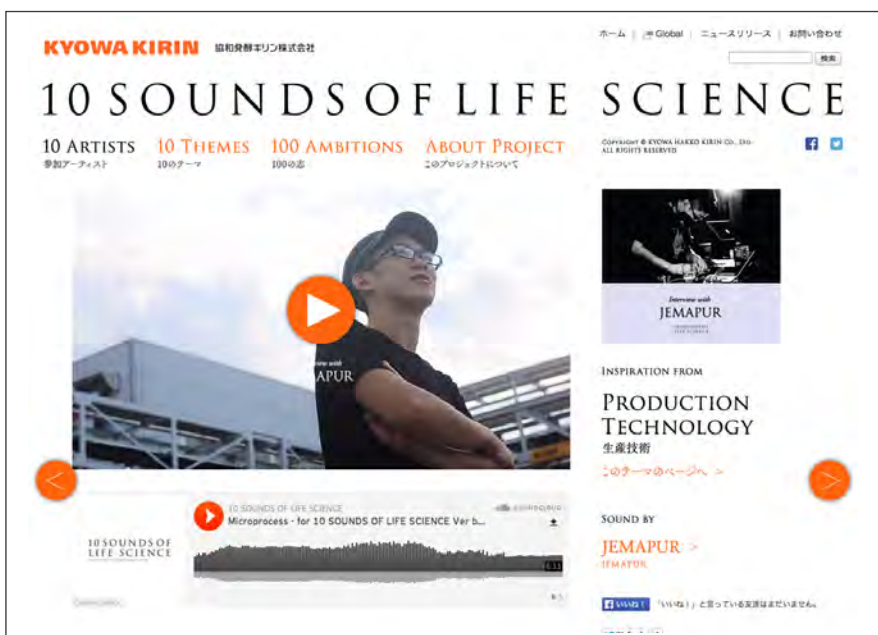 KYOWA KIRIN 協和発酵キリン株式会社
ホーム | Global | ニュースリリース | お問い合わせ
検索
10 SOUNDS OF LIFE SCIENCE
10 ARTISTS 10 THEMES 100 AMBITIONS ABOUT PROJECT
参加アーティスト 10のテーマ 100の志 このプロジェクトについて
COPYRIGHT © KYOWA HAKKO KIRIN CO., LTD.
ALL RIGHTS RESERVED
Interview with
JEMAPUR
APUR
Interview with
JEMAPUR
INSPIRATION FROM
PRODUCTION
TECHNOLOGY
生産技術
このテーマのページへ >
<
>
10 SOUNDS OF LIFE SCIENCE
SOUNDCLOUD
Microprocess - for 10 SOUNDS OF LIFE SCIENCE Ver b...
10 SOUNDS OF
LIFE SCIENCE
6.33
SOUND BY
JEMAPUR >
JEMAPUR
いいね! 「いいね!」と言っている友達はまだいません。